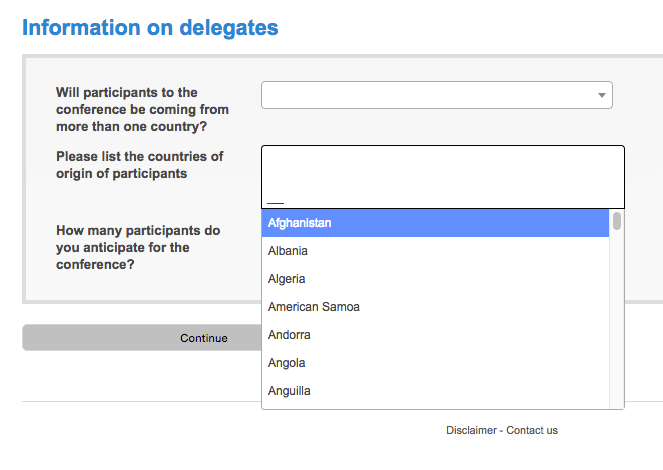 Information on delegates
Will participants to the
conference be coming from
more than one country?
Please list the countries of
origin of participants
Afghanistan
Albania
Algeria
American Samoa
Andorra
Angola
Anguilla
How many participants do
you anticipate for the
conference?
Continue
Disclaimer - Contact us